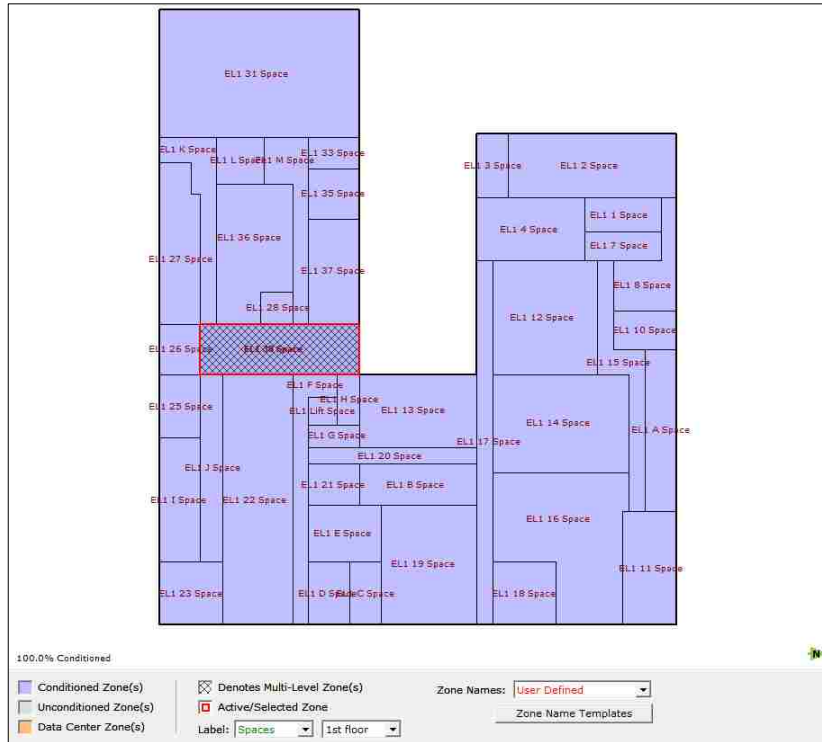 EL1 31 Space
EL1 K Space
EL1 L Space
EL1 M Space
EL1 33 Space
EL1 3 Space
EL1 2 Space
EL1 35 Space
EL1 1 Space
EL1 4 Space
EL1 36 Space
EL1 7 Space
EL1 27 Space
EL1 37 Space
EL1 8 Space
EL1 28 Space
EL1 12 Space
EL1 10 Space
EL1 26 Space
EL1 15 Space
EL1 F Space
EL1 H Space
EL1 25 Space
EL1 Lift Space
EL1 13 Space
EL1 14 Space
EL1 A Space
EL1 G Space
EL1 17 Space
EL1 20 Space
EL1 J Space
EL1 21 Space
EL1 B Space
EL1 I Space
EL1 22 Space
EL1 16 Space
EL1 E Space
EL1 19 Space
EL1 11 Space
EL1 23 Space
EL1 D Space
EL1 C Space
EL1 18 Space
100.0% Conditioned
N
Conditioned Zone(s)
Denotes Multi-Level Zone(s)
Zone Names: User Defined
Unconditioned Zone(s)
Active/Selected Zone
Zone Name Templates
Data Center Zone(s)
Label: Spaces 1st floor